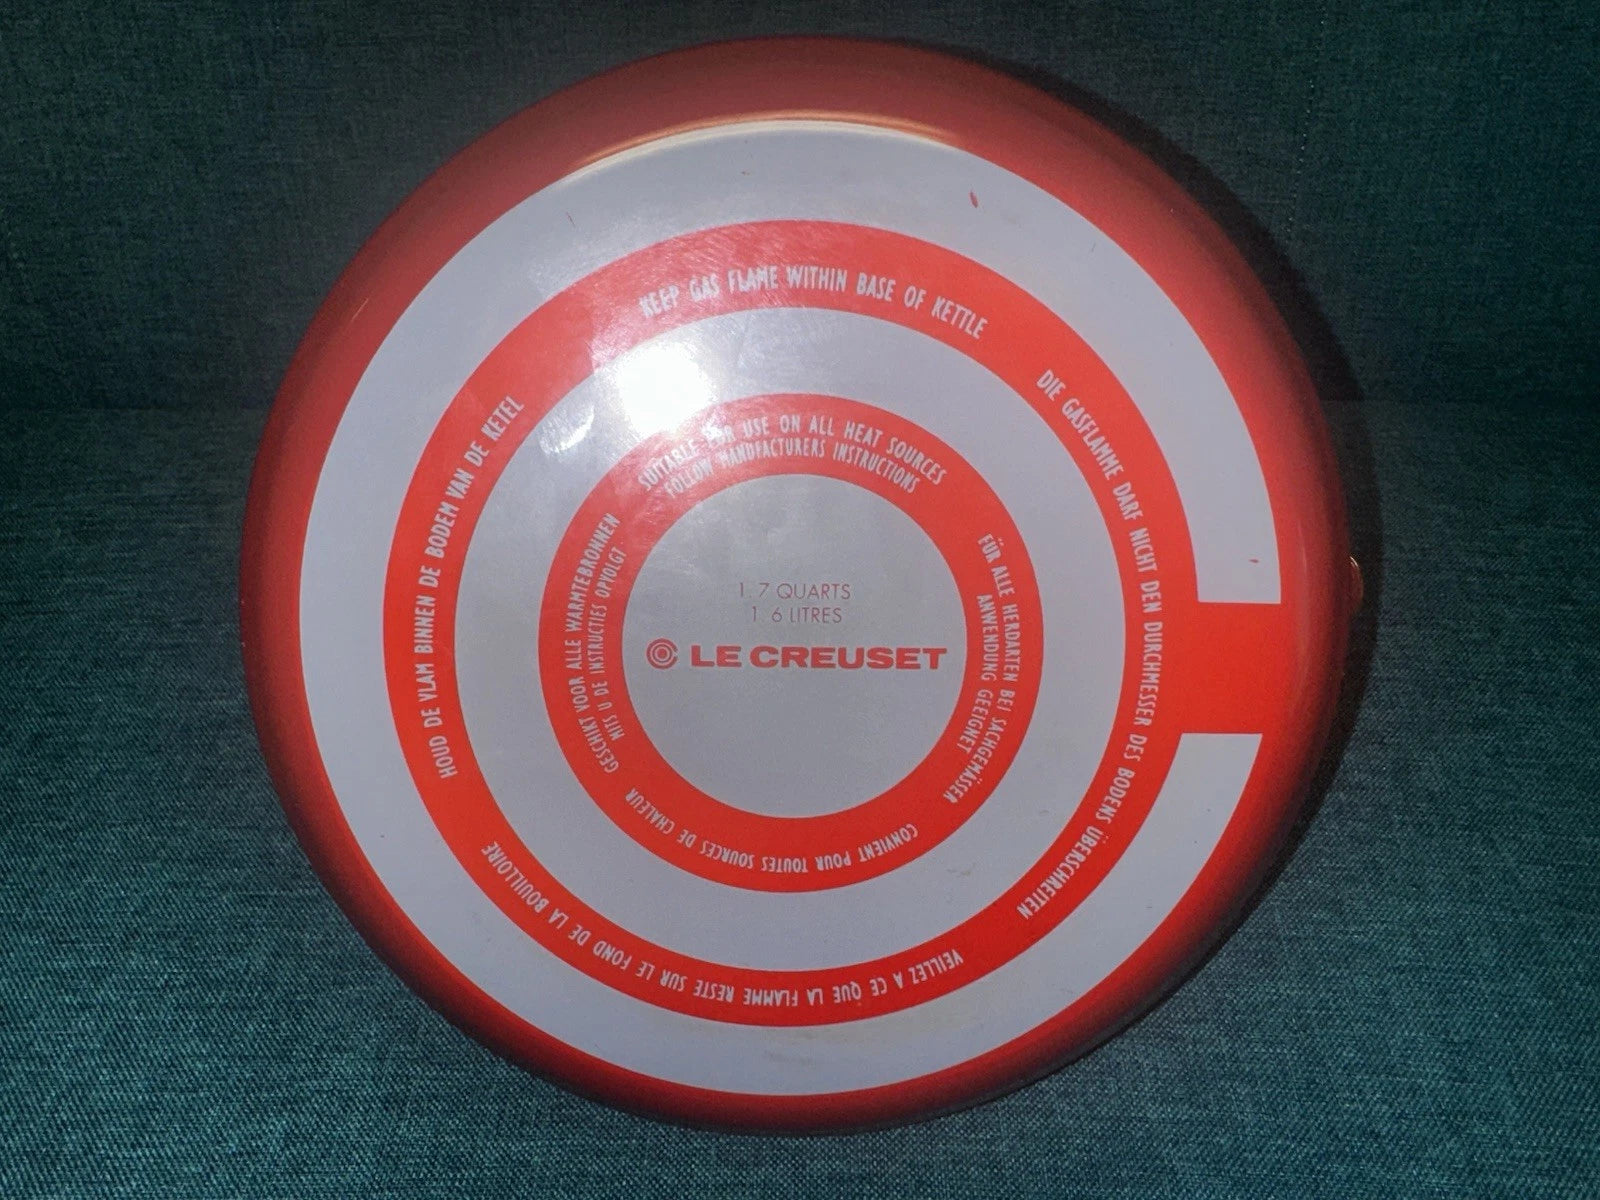 KEEP GAS FLAME WITHIN BASE OF KETTLE
DIE GASFLAMME DARF NICHT DEN DURCHMESSER DES BODENS ÜBERSCHREITEN
VEILLEZ A CE QUE LA FLAMME RESTE SUR LE FOND DE LA BOUILLOIRE
HOUD DE VLAM BINNEN DE BODEM VAN DE KETEL
SUITABLE FOR USE ON ALL HEAT SOURCES
FOLLOW MANUFACTURERS INSTRUCTIONS
FÜR ALLE HERDARTEN BEI SACHGEMÄSSER
ANWENDUNG GEEIGNET
CONVIENT POUR TOUTES SOURCES DE CHALEUR
GESCHIKT VOOR ALLE WARMTEBRONNEN
MITS U DE INSTRUCTIES OPVOLGT
1.7 QUARTS
1.6 LITRES
LE CREUSET